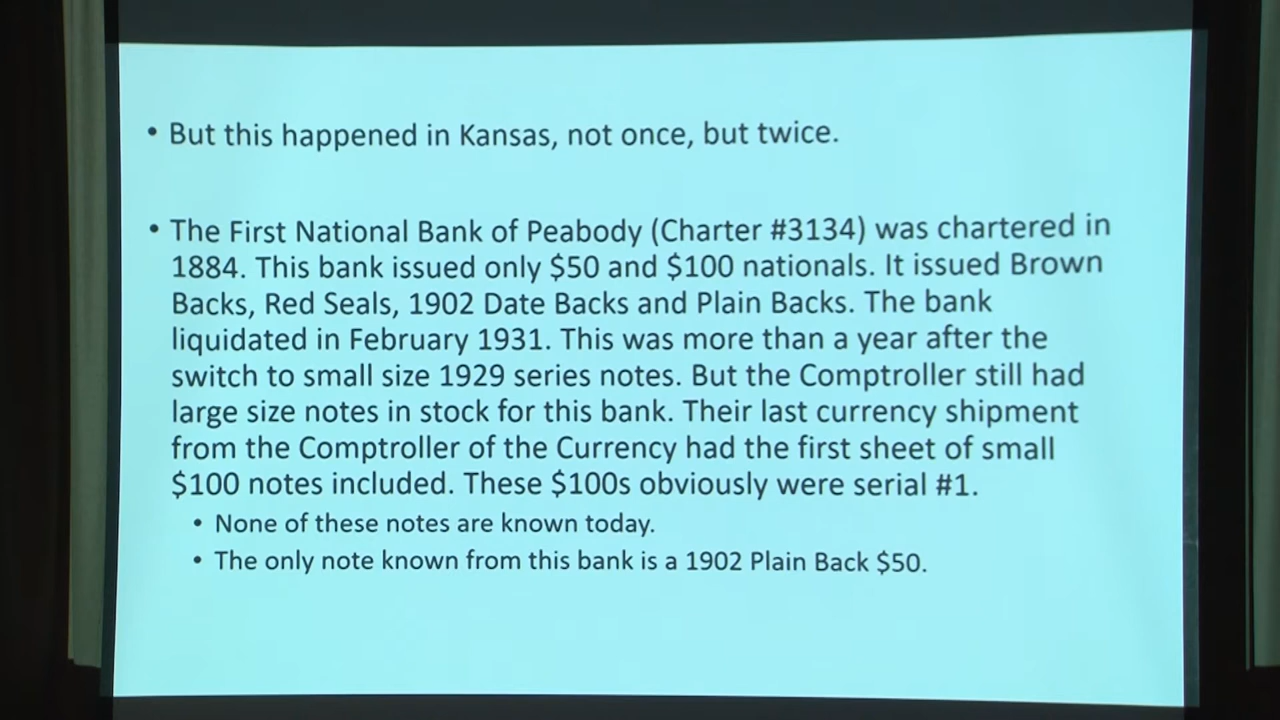 • But this happened in Kansas, not once, but twice.
• The First National Bank of Peabody (Charter #3134) was chartered in
1884. This bank issued only $50 and $100 nationals. It issued Brown
Backs, Red Seals, 1902 Date Backs and Plain Backs. The bank
liquidated in February 1931. This was more than a year after the
switch to small size 1929 series notes. But the Comptroller still had
large size notes in stock for this bank. Their last currency shipment
from the Comptroller of the Currency had the first sheet of small
$100 notes included. These $100s obviously were serial #1.
• None of these notes are known today.
• The only note known from this bank is a 1902 Plain Back $50.